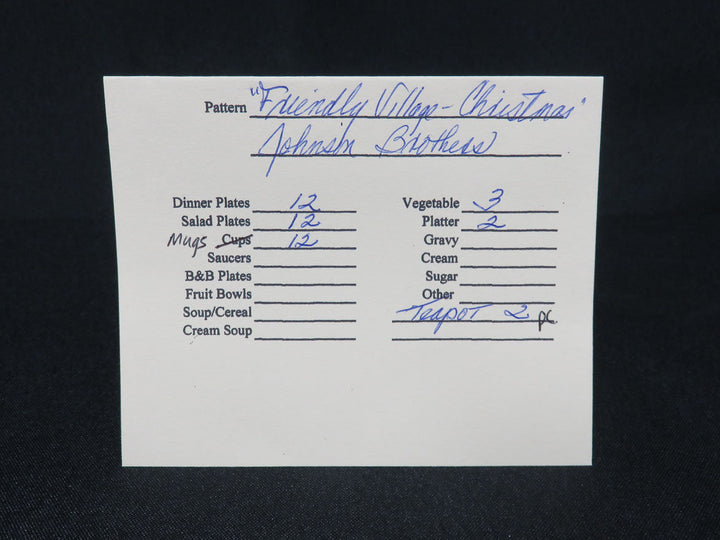 Pattern "Friendly Village - Christmas"
Johnson Brothers
Dinner Plates 12
Salad Plates 12
Mugs Cups 12
Saucers
B&B Plates
Fruit Bowls
Soup/Cereal
Cream Soup
Vegetable 3
Platter 2
Gravy
Cream
Sugar
Other
Teapot 2 pc